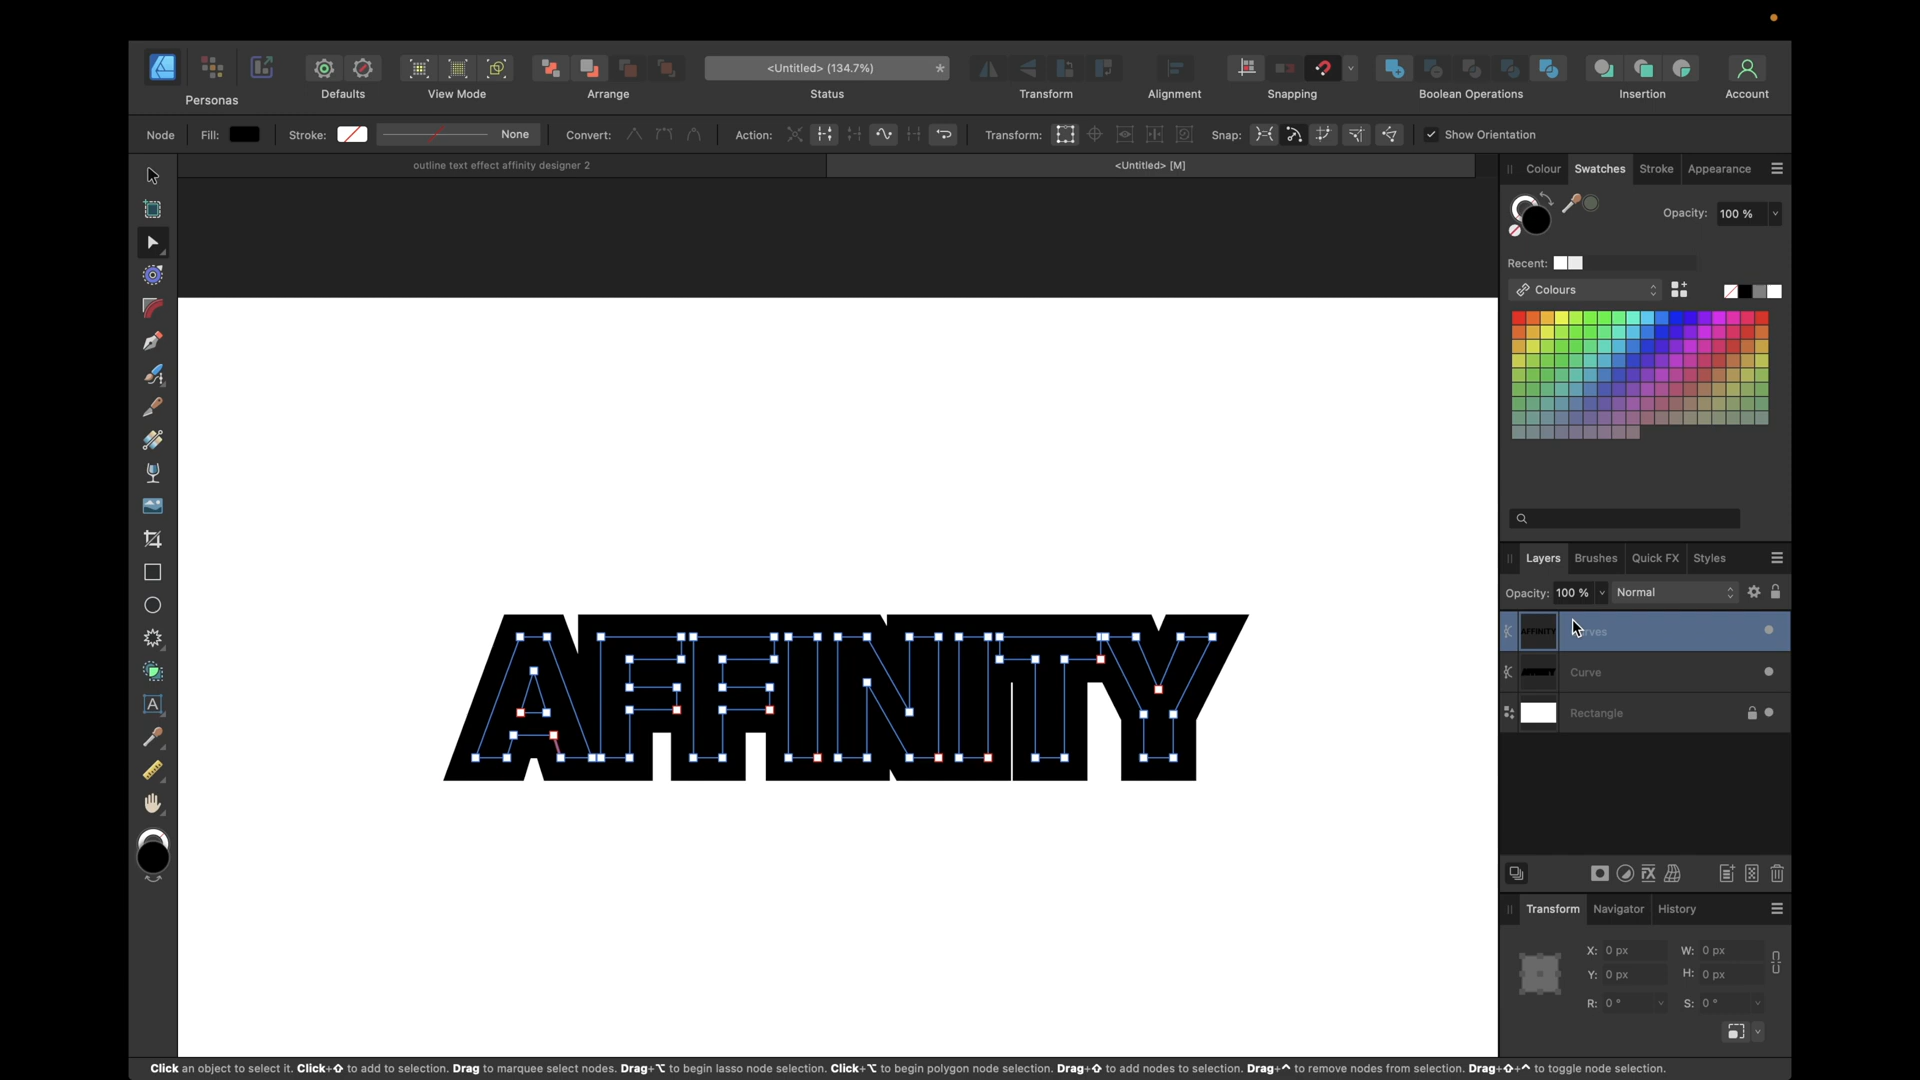 <Untitled> (134.7%)
*
Personas
Defaults
View Mode
Arrange
Status
Transform
Alignment
Snapping
Boolean Operations
Insertion
Account
Node
Fill:
Stroke:
None
Convert:
Action:
Transform:
Snap:
Show Orientation
outline text effect affinity designer 2
<Untitled> [M]
Colour
Swatches
Stroke
Appearance
Opacity:
100 %
Recent:
Colours
AFFINITY
Layers
Brushes
Quick FX
Styles
Opacity:
100 %
Normal
AFFINITY
Curve
Rectangle
Transform
Navigator
History
X: 0 px
W: 0 px
Y: 0 px
H: 0 px
R: 0 °
S: 0 °
Click an object to select it. Click+⇧ to add to selection. Drag to marquee select nodes. Drag+⌥ to begin lasso node selection. Click+⌥ to begin polygon node selection. Drag+⇧ to add nodes to selection. Drag+⌃ to remove nodes from selection. Drag+⇧+⌃ to toggle node selection.